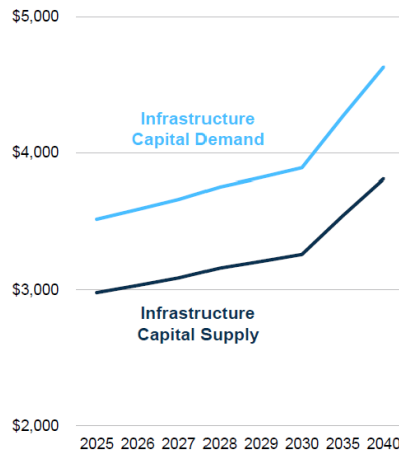 $5,000
Infrastructure
Capital Demand
$4,000
$3,000
Infrastructure
Capital Supply
$2,000
2025 2026 2027 2028 2029 2030 2035 2040